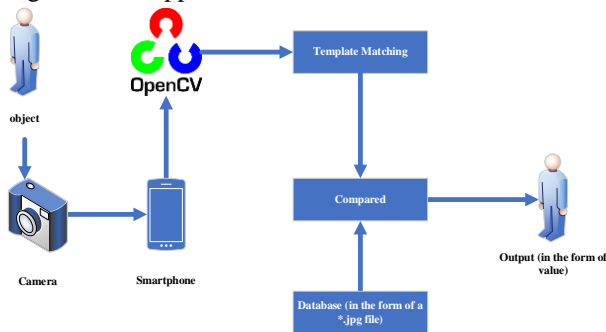 OpenCV
Template Matching
object
Compared
Camera
Smartphone
Output (in the form of
value)
Database (in the form of a
*.jpg file)